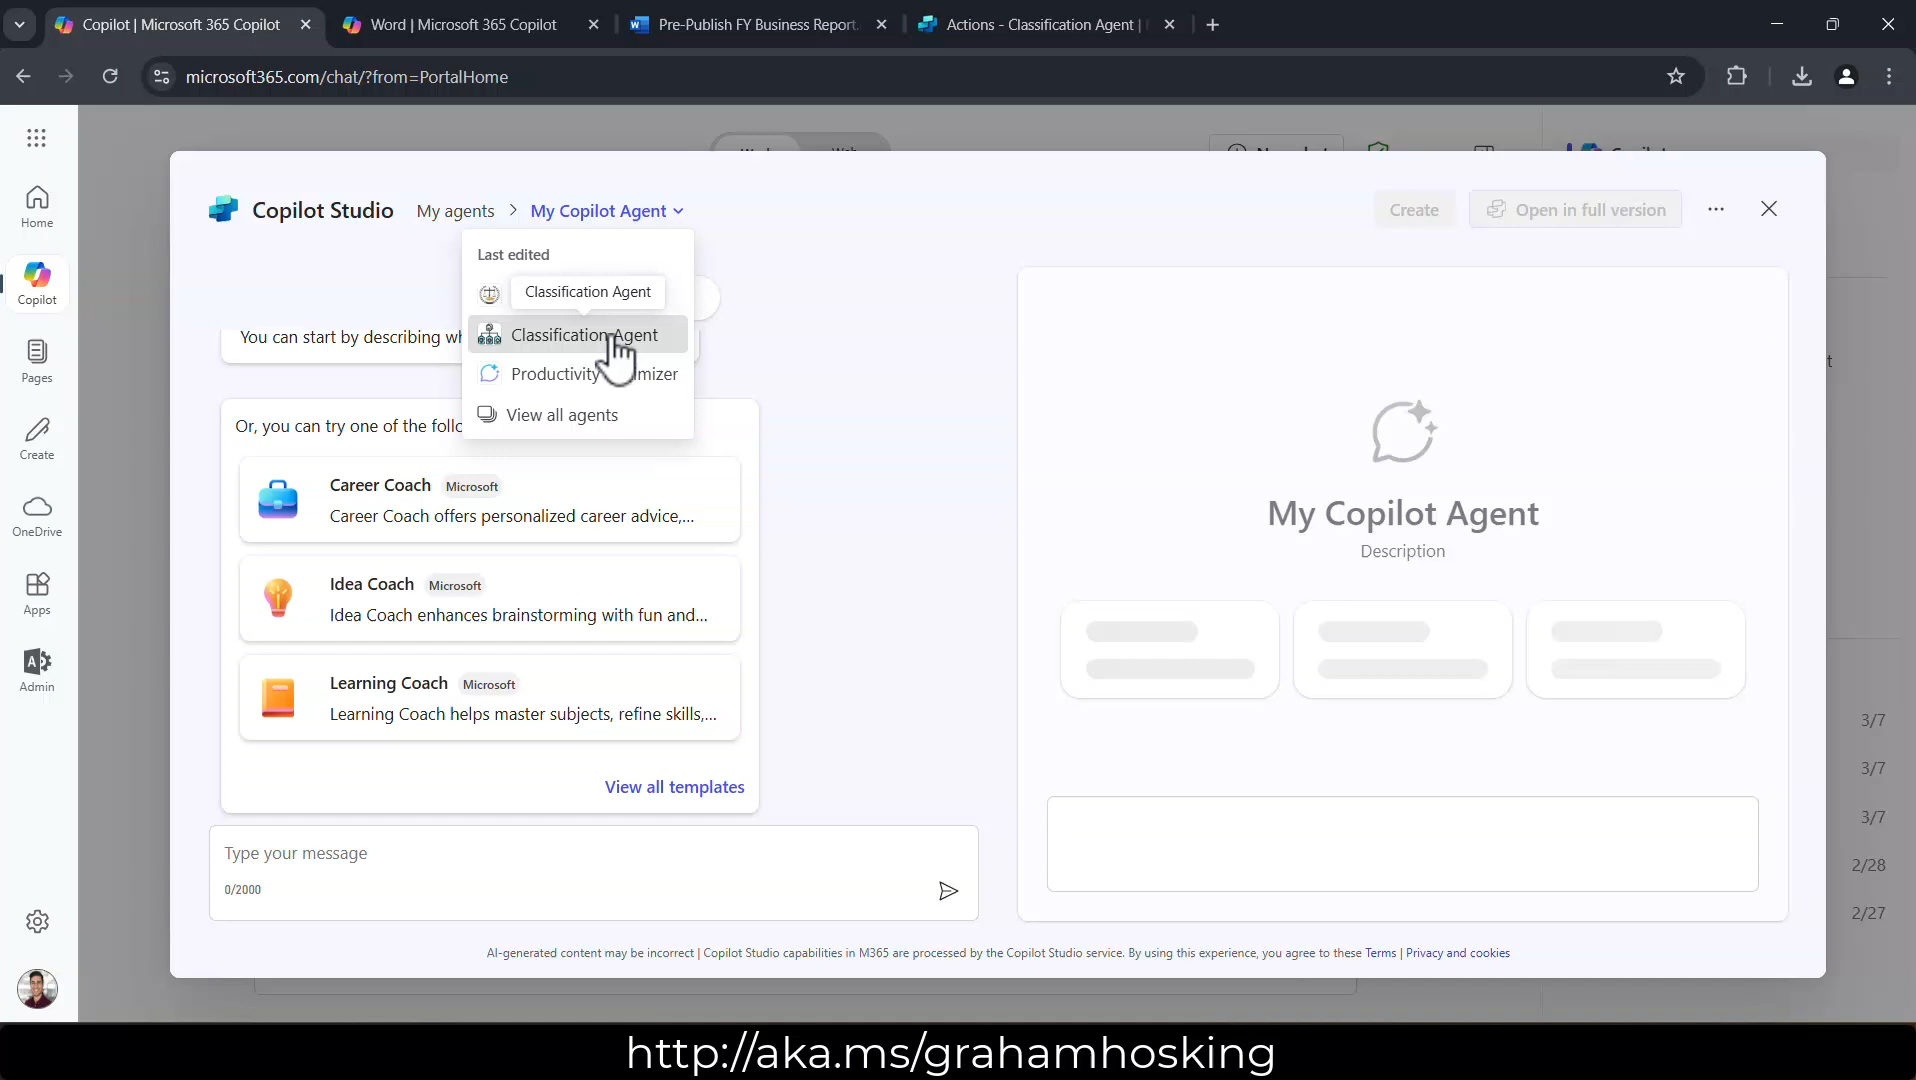 Copilot | Microsoft 365 Copilot
Word | Microsoft 365 Copilot
Pre-Publish FY Business Report.
Actions - Classification Agent |
microsoft365.com/chat/?from=PortalHome
Home
Copilot
Pages
Create
OneDrive
Apps
Admin
Copilot Studio
My agents > My Copilot Agent
Create
Open in full version
Last edited
Classification Agent
Classification Agent
Productivity
View all agents
You can start by describing
Or, you can try one of the
Career Coach Microsoft
Career Coach offers personalized career advice,...
Idea Coach Microsoft
Idea Coach enhances brainstorming with fun and...
Learning Coach Microsoft
Learning Coach helps master subjects, refine skills,...
View all templates
Type your message
0/2000
My Copilot Agent
Description
3/7
3/7
3/7
2/28
2/27
AI-generated content may be incorrect | Copilot Studio capabilities in M365 are processed by the Copilot Studio service. By using this experience, you agree to these Terms | Privacy and cookies
http://aka.ms/grahamhosking